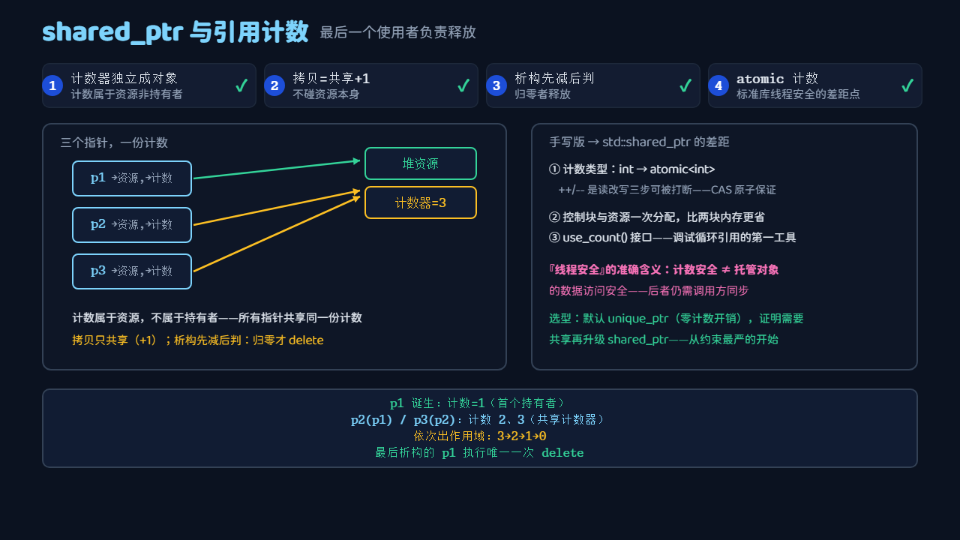 shared_ptr 与引用计数 最后一个使用者负责释放
1 计数器独立成对象 ✓
计数属于资源非持有者
2 拷贝=共享+1 ✓
不碰资源本身
3 析构先减后判 ✓
归零者释放
4 atomic 计数 ✓
标准库线程安全的差距点
三个指针，一份计数
p1 →资源,→计数
p2 →资源,→计数
p3 →资源,→计数
堆资源
计数器=3
计数属于资源，不属于持有者——所有指针共享同一份计数
拷贝只共享（+1）；析构先减后判：归零才 delete
手写版 → std::shared_ptr 的差距
① 计数类型：int → atomic<int>
++/-- 是读改写三步可被打断——CAS 原子保证
② 控制块与资源一次分配，比两块内存更省
③ use_count() 接口——调试循环引用的第一工具
『线程安全』的准确含义：计数安全 ≠ 托管对象
的数据访问安全——后者仍需调用方同步
选型：默认 unique_ptr（零计数开销），证明需要
共享再升级 shared_ptr——从约束最严的开始
p1 诞生：计数=1（首个持有者）
p2(p1) / p3(p2)：计数 2、3（共享计数器）
依次出作用域：3→2→1→0
最后析构的 p1 执行唯一一次 delete